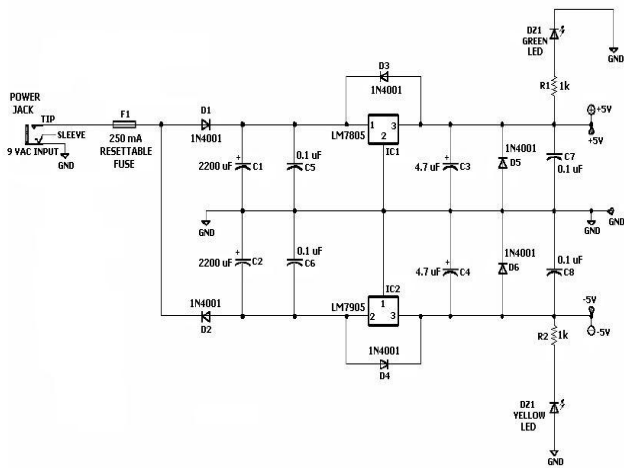 DZ1
GREEN
LED
GND
D3
1N4001
R1 1k
+5V
+5V
POWER
JACK
TIP
SLEEVE
9 VAC INPUT
GND
F1
250 mA
RESETTABLE
FUSE
D1
1N4001
1 3
2
LM7805
IC1
2200 uF + C1
0.1 uF
C5
4.7 uF + C3
1N4001
D5
C7
0.1 uF
GND
GND
GND
2200 uF + C2
0.1 uF
C6
4.7 uF + C4
1N4001
D6
0.1 uF
C8
1N4001
D2
IC2
LM7905
1
2 3
-5V
-5V
1N4001
D4
R2 1k
DZ1
YELLOW
LED
GND